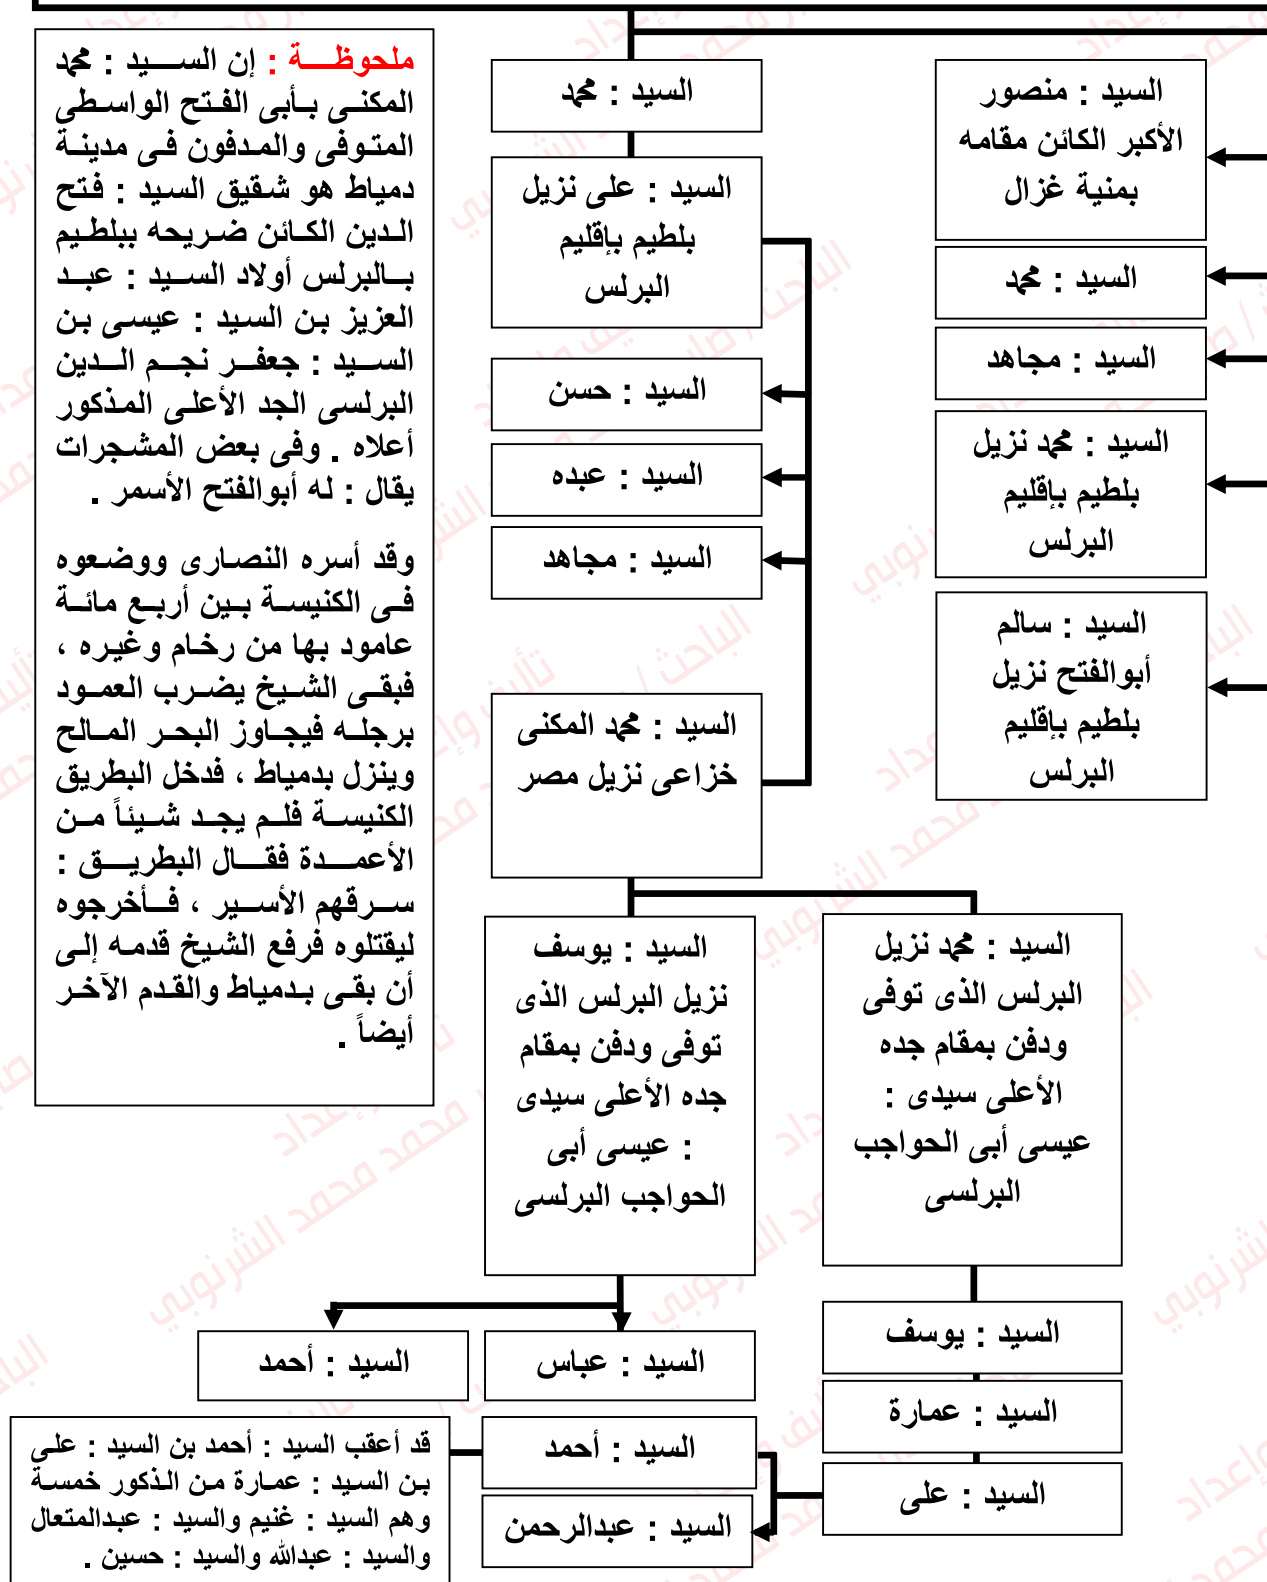 السيد : منصور
الأكبر الكائن مقامه
بمنية غزال
السيد : محمد
السيد : مجاهد
السيد : محمد نزيل
بلطيم بإقليم
البرلس
السيد : سالم
أبوالفتح نزيل
بلطيم بإقليم
البرلس
السيد : محمد
السيد : على نزيل
بلطيم بإقليم
البرلس
السيد : حسن
السيد : عبده
السيد : مجاهد
السيد : محمد المكنى
خزاعى نزيل مصر
السيد : محمد نزيل
البرلس الذى توفى
ودفن بمقام جده
الأعلى سيدى :
عيسى أبى الحواجب
البرلسى
السيد : يوسف
نزيل البرلس الذى
توفى ودفن بمقام
جده الأعلى سيدى
: عيسى أبى
الحواجب البرلسى
السيد : يوسف
السيد : عمارة
السيد : على
السيد : عباس
السيد : أحمد
السيد : أحمد
السيد : عبدالرحمن
قد أعقب السيد : أحمد بن السيد : على
بن السيد : عمارة من الذكور خمسة
وهم السيد : غنيم والسيد : عبدالمتعال
والسيد : عبدالله والسيد : حسين .
ملحوظة : إن السيد : محمد
المكنى بأبى الفتح الواسطى
المتوفى والمدفون فى مدينة
دمياط هو شقيق السيد : فتح
الدين الكائن ضريحه ببلطيم
بالبرلس أولاد السيد : عبد
العزيز بن السيد : عيسى بن
السيد : جعفر نجم الدين
البرلسى الجد الأعلى المذكور
أعلاه . وفى بعض المشجرات
يقال : له أبوالفتح الأسمر .
وقد أسره النصارى ووضعوه
فى الكنيسة بين أربع مائة
عامود بها من رخام وغيره ،
فبقى الشيخ يضرب العمود
برجله فيجاوز البحر المالح
وينزل بدمياط ، فدخل البطريق
الكنيسة فلم يجد شيئاً من
الأعمدة فقال البطريق :
سرقهم الأسير ، فأخرجوه
ليقتلوه فرفع الشيخ قدمه إلى
أن بقى بدمياط والقدم الآخر
أيضاً .